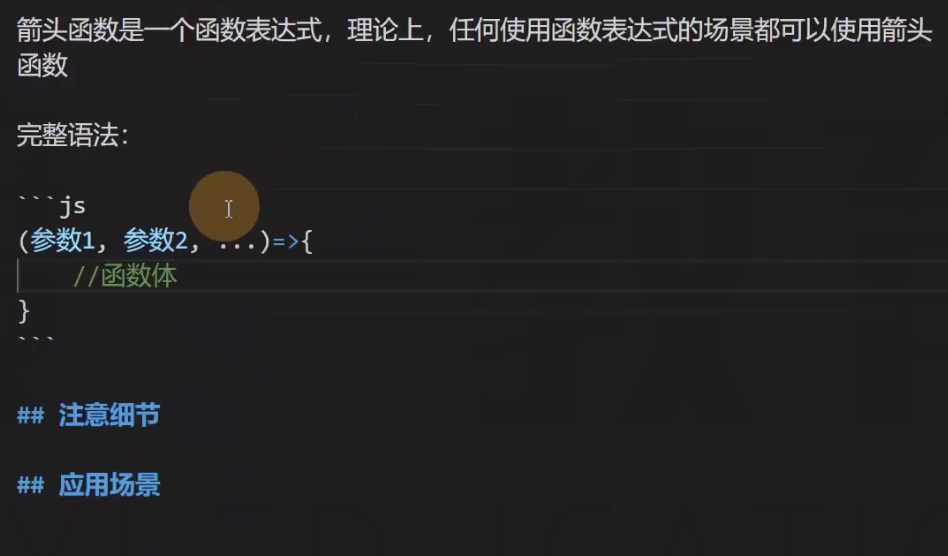 箭头函数是一个函数表达式，理论上，任何使用函数表达式的场景都可以使用箭头
函数
完整语法：
```js
(参数1, 参数2, ...)=>{
//函数体
}
```
## 注意细节
## 应用场景